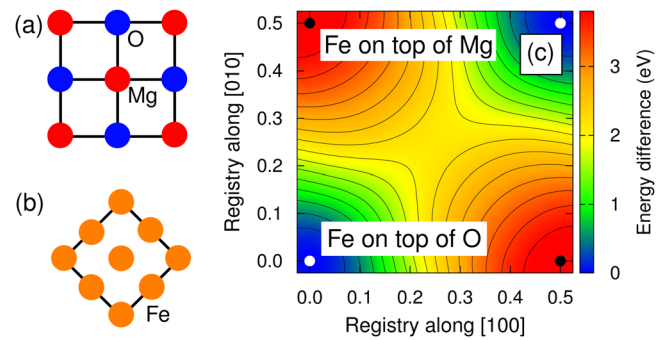 (a)
O
Mg
(b)
Fe
Fe on top of Mg
(c)
Fe on top of O
0.5
0.4
0.3
0.2
0.1
0.0
Registry along [010]
0.0 0.1 0.2 0.3 0.4 0.5
Registry along [100]
3
2
1
0
Energy difference (eV)